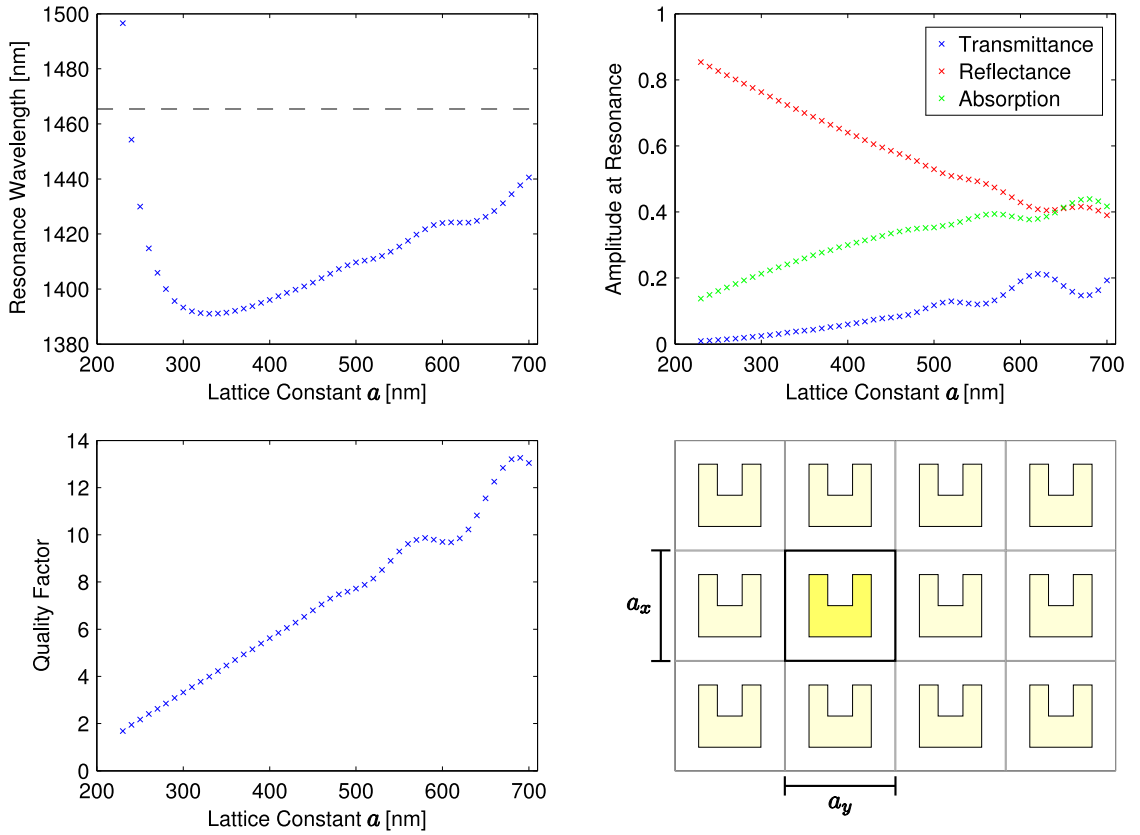 1500
1480
1460
1440
1420
1400
1380
200 300 400 500 600 700
Resonance Wavelength [nm]
Lattice Constant a [nm]
1
0.8
0.6
0.4
0.2
0
200 300 400 500 600 700
Amplitude at Resonance
Lattice Constant a [nm]
Transmittance
Reflectance
Absorption
14
12
10
8
6
4
2
0
200 300 400 500 600 700
Quality Factor
Lattice Constant a [nm]
a_x
a_y